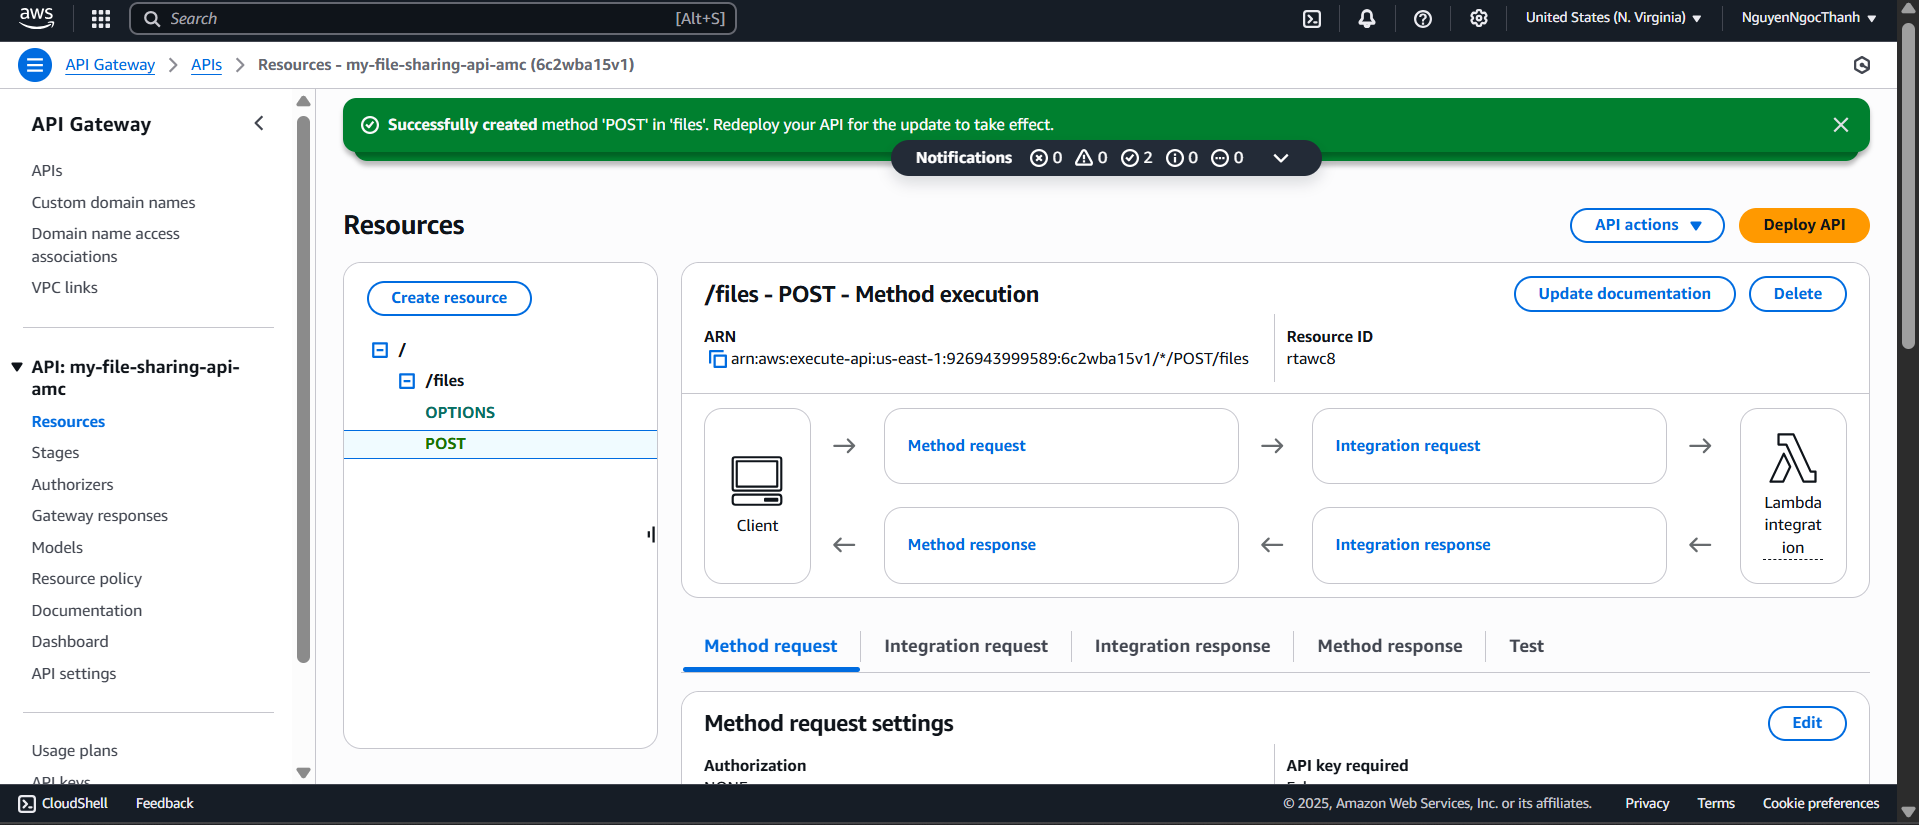 aws
Search
[Alt+S]
United States (N. Virginia)
NguyenNgocThanh
API Gateway
APIs
Resources - my-file-sharing-api-amc (6c2wba15v1)
API Gateway
APIs
Custom domain names
Domain name access
associations
VPC links
API: my-file-sharing-api-
amc
Resources
Stages
Authorizers
Gateway responses
Models
Resource policy
Documentation
Dashboard
API settings
Usage plans
API keys
Successfully created method 'POST' in 'files'. Redeploy your API for the update to take effect.
Notifications 0 0 2 0 0
Resources
API actions
Deploy API
Create resource
/
/files
OPTIONS
POST
/files - POST - Method execution
Update documentation
Delete
ARN
arn:aws:execute-api:us-east-1:926943999589:6c2wba15v1/*/POST/files
Resource ID
rtawc8
Client
Method request
Integration request
Method response
Integration response
Lambda
integrat
ion
Method request
Integration request
Integration response
Method response
Test
Method request settings
Edit
Authorization
API key required
CloudShell
Feedback
© 2025, Amazon Web Services, Inc. or its affiliates.
Privacy
Terms
Cookie preferences